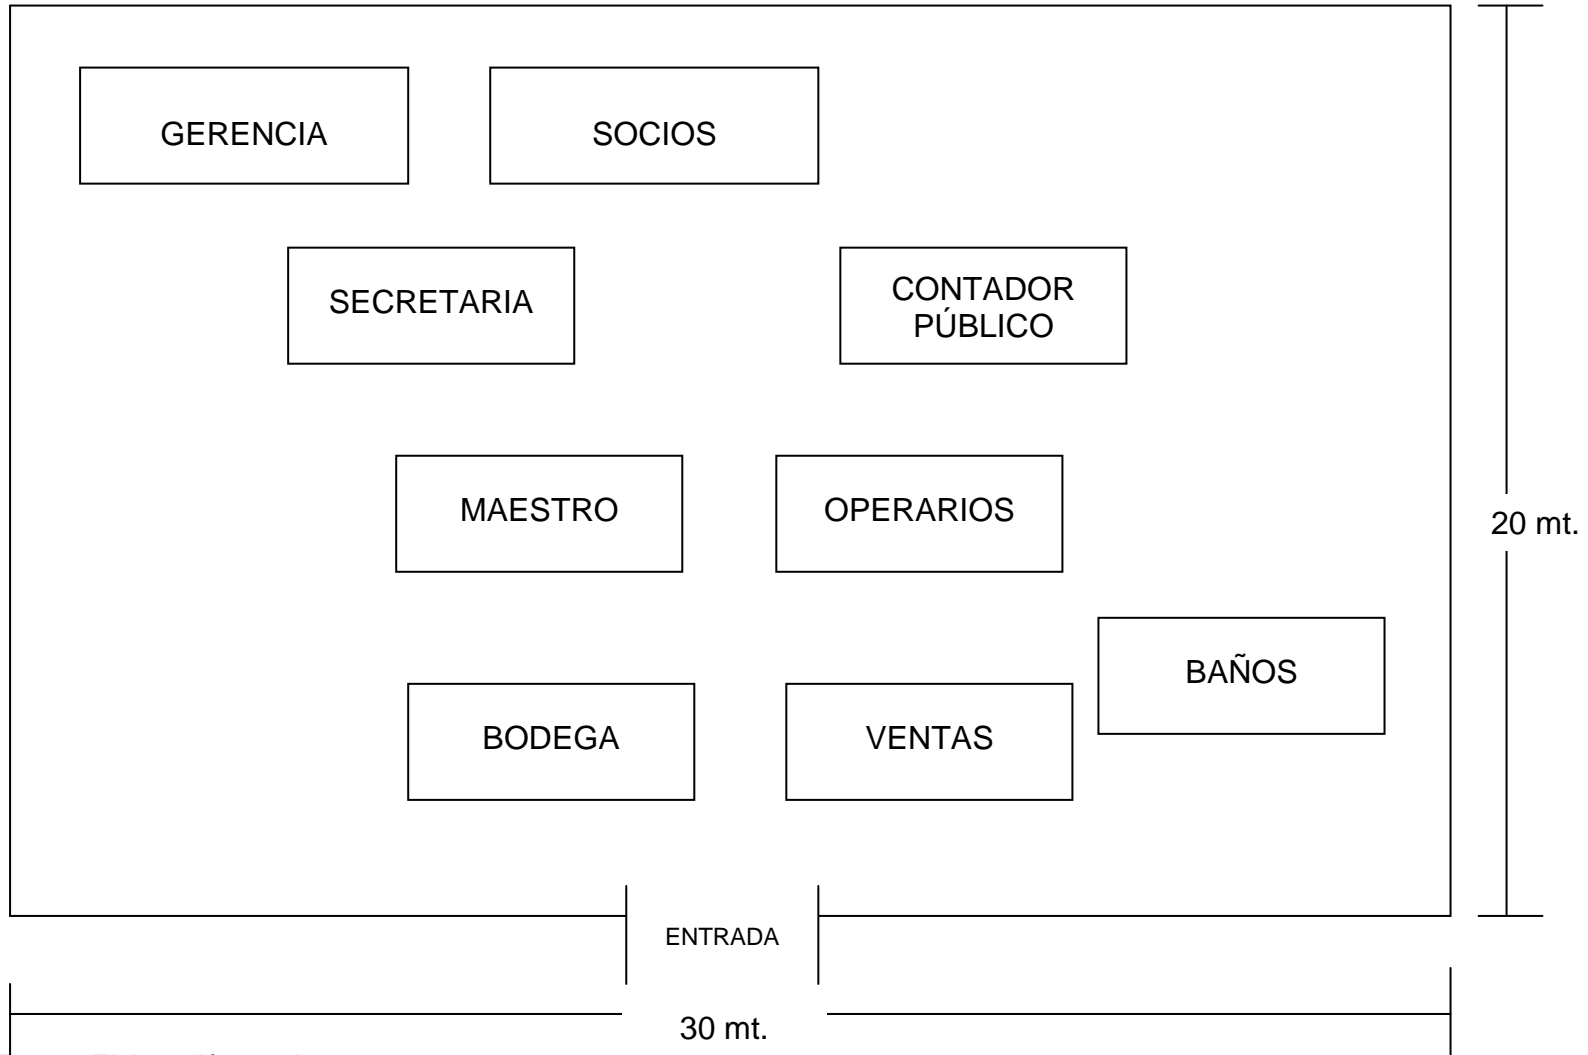 GERENCIA
SOCIOS
SECRETARIA
CONTADOR
PÚBLICO
MAESTRO
OPERARIOS
20 mt.
BAÑOS
BODEGA
VENTAS
ENTRADA
30 mt.